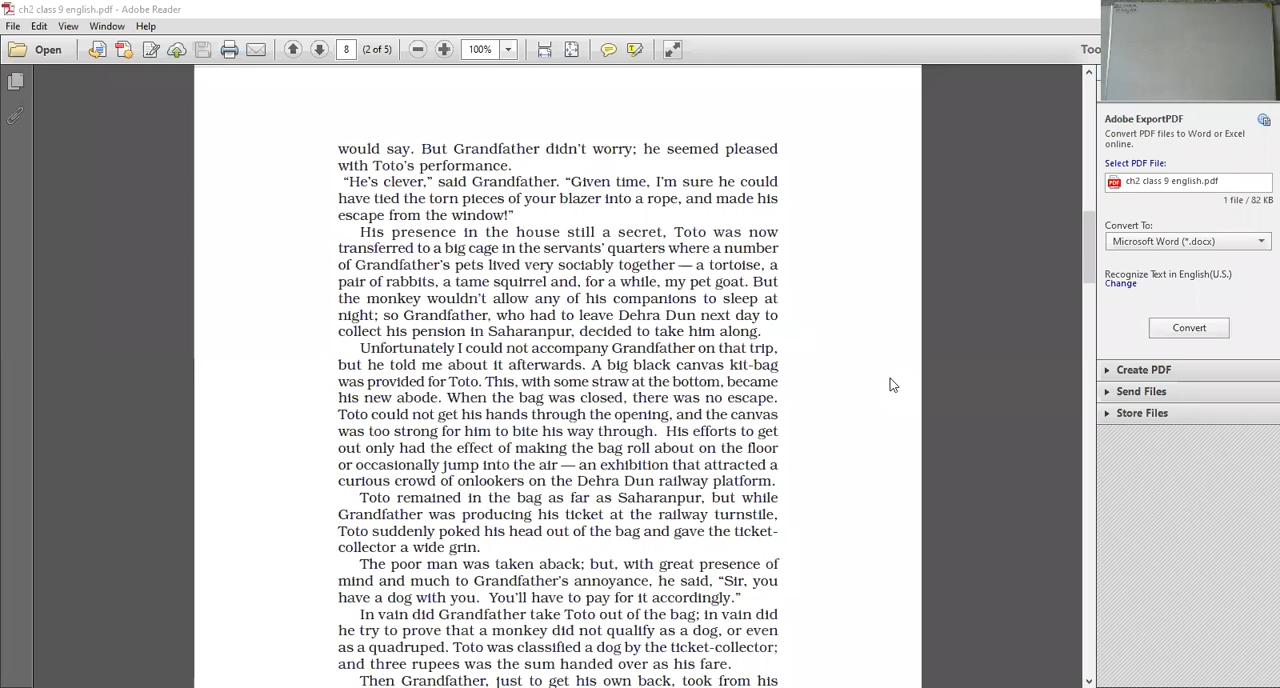 ch2 class 9 english.pdf - Adobe Reader
File Edit View Window Help
Open 8 (2 of 5) 100% Too
would say. But Grandfather didn't worry; he seemed pleased
with Toto's performance.
"He's clever," said Grandfather. "Given time, I'm sure he could
have tied the torn pieces of your blazer into a rope, and made his
escape from the window!"
His presence in the house still a secret, Toto was now
transferred to a big cage in the servants' quarters where a number
of Grandfather's pets lived very sociably together — a tortoise, a
pair of rabbits, a tame squirrel and, for a while, my pet goat. But
the monkey wouldn't allow any of his companions to sleep at
night; so Grandfather, who had to leave Dehra Dun next day to
collect his pension in Saharanpur, decided to take him along.
Unfortunately I could not accompany Grandfather on that trip,
but he told me about it afterwards. A big black canvas kit-bag
was provided for Toto. This, with some straw at the bottom, became
his new abode. When the bag was closed, there was no escape.
Toto could not get his hands through the opening, and the canvas
was too strong for him to bite his way through. His efforts to get
out only had the effect of making the bag roll about on the floor
or occasionally jump into the air — an exhibition that attracted a
curious crowd of onlookers on the Dehra Dun railway platform.
Toto remained in the bag as far as Saharanpur, but while
Grandfather was producing his ticket at the railway turnstile,
Toto suddenly poked his head out of the bag and gave the ticket-
collector a wide grin.
The poor man was taken aback; but, with great presence of
mind and much to Grandfather's annoyance, he said, "Sir, you
have a dog with you. You'll have to pay for it accordingly."
In vain did Grandfather take Toto out of the bag; in vain did
he try to prove that a monkey did not qualify as a dog, or even
as a quadruped. Toto was classified a dog by the ticket-collector;
and three rupees was the sum handed over as his fare.
Then Grandfather, just to get his own back, took from his
Adobe ExportPDF
Convert PDF files to Word or Excel
online.
Select PDF File:
ch2 class 9 english.pdf
1 file / 82 KB
Convert To:
Microsoft Word (*.docx)
Recognize Text in English(U.S.)
Change
Convert
Create PDF
Send Files
Store Files